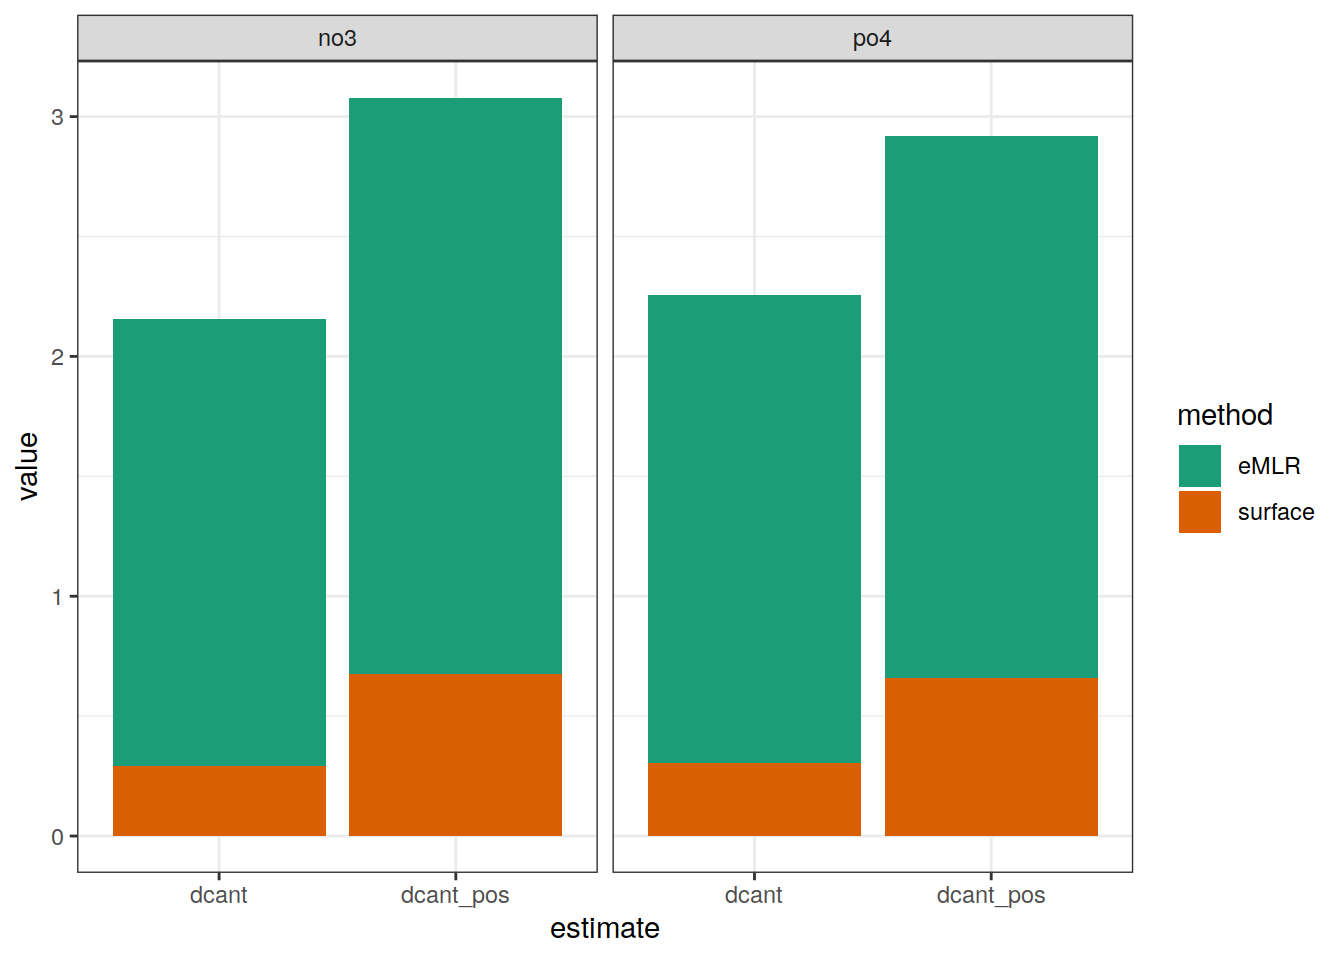 no3
po4
value
3
2
1
0
dcant
dcant_pos
dcant
dcant_pos
estimate
method
eMLR
surface